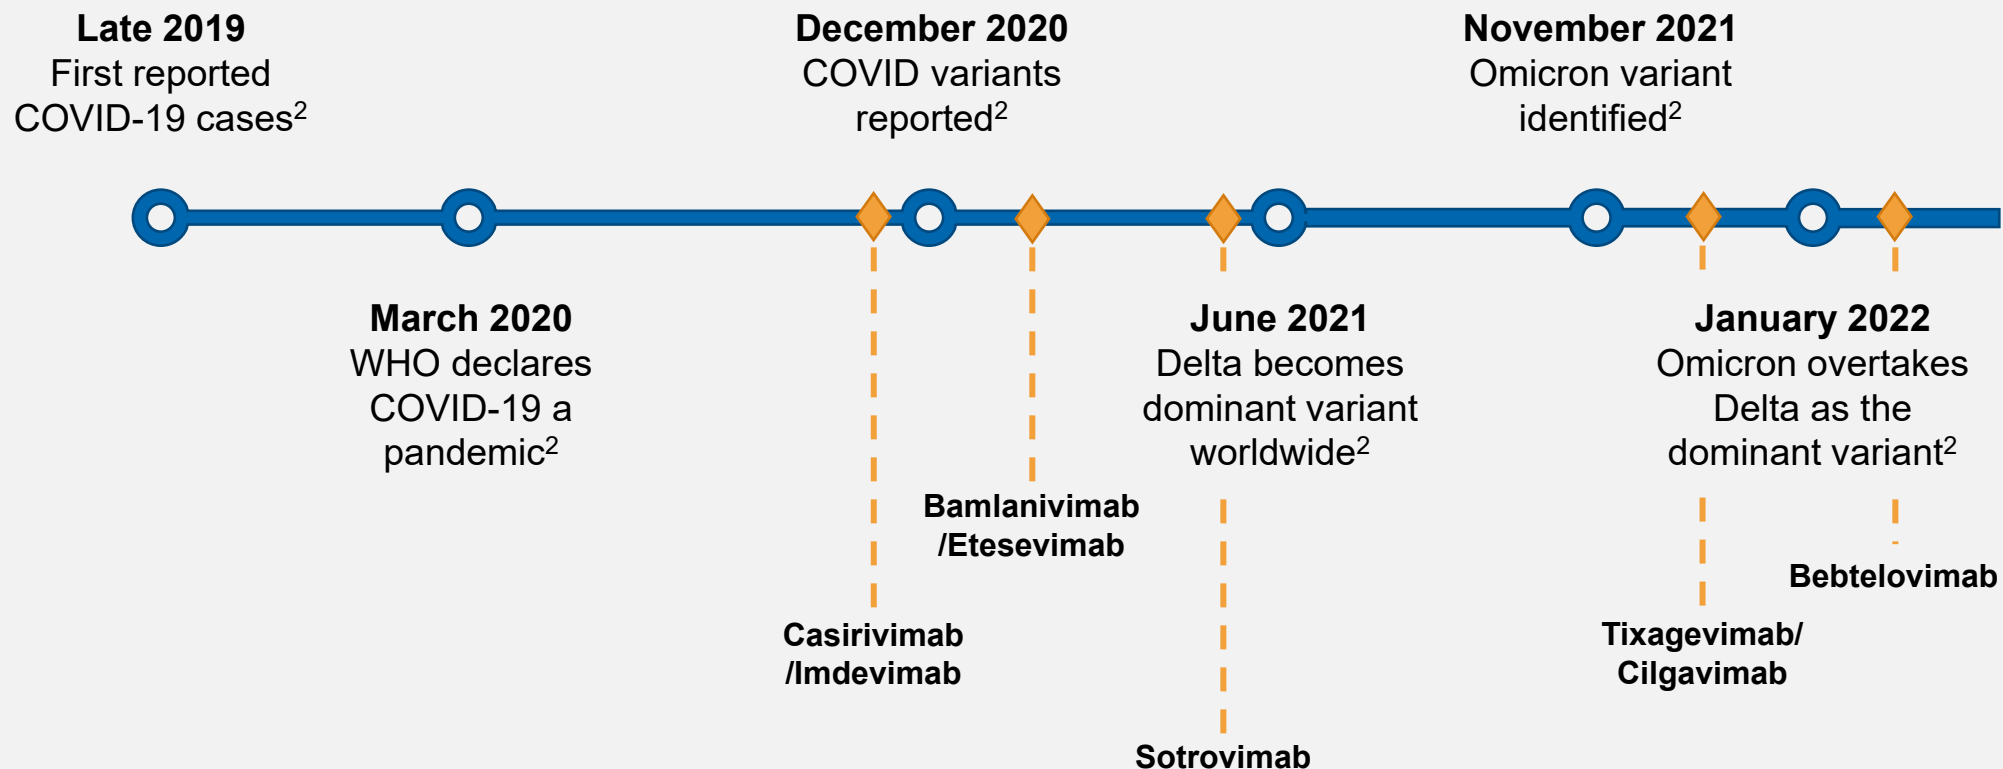 Late 2019
First reported
COVID-19 cases²
December 2020
COVID variants
reported²
November 2021
Omicron variant
identified²
March 2020
WHO declares
COVID-19 a
pandemic²
June 2021
Delta becomes
dominant variant
worldwide²
January 2022
Omicron overtakes
Delta as the
dominant variant²
Bamlanivimab
/Etesevimab
Bebtelovimab
Casirivimab
/Imdevimab
Tixagevimab/
Cilgavimab
Sotrovimab